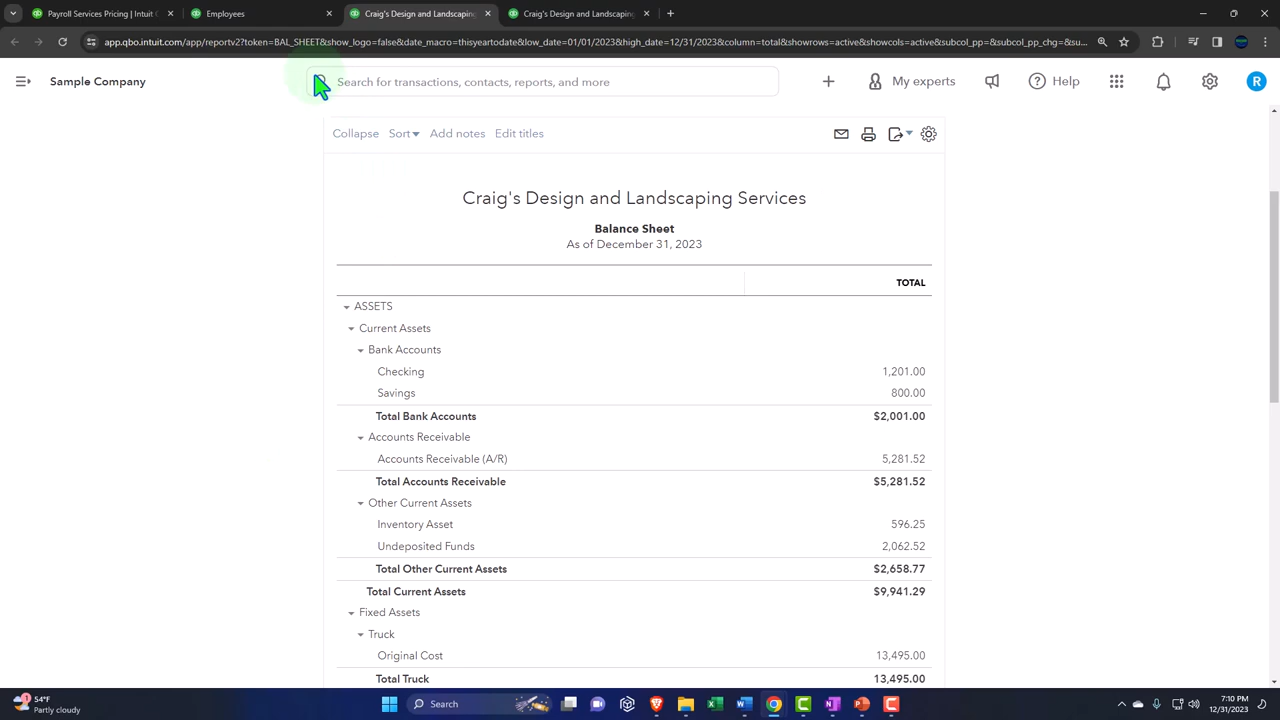 Payroll Services Pricing | Intuit
Employees
Craig's Design and Landscaping
Craig's Design and Landscaping
app.qbo.intuit.com/app/reportv2?token=BAL_SHEET&show_logo=false&date_macro=thisyeartodate&low_date=01/01/2023&high_date=12/31/2023&column=total&showrows=active&showcols=active&subcol_pp=&subcol_pp_chg=&subcol_py=&...
Sample Company
Search for transactions, contacts, reports, and more
My experts
Help
R
Collapse Sort Add notes Edit titles
Craig's Design and Landscaping Services
Balance Sheet
As of December 31, 2023
TOTAL
ASSETS
Current Assets
Bank Accounts
Checking 1,201.00
Savings 800.00
Total Bank Accounts $2,001.00
Accounts Receivable
Accounts Receivable (A/R) 5,281.52
Total Accounts Receivable $5,281.52
Other Current Assets
Inventory Asset 596.25
Undeposited Funds 2,062.52
Total Other Current Assets $2,658.77
Total Current Assets $9,941.29
Fixed Assets
Truck
Original Cost 13,495.00
Total Truck 13,495.00
1
54°F
Partly cloudy
Search
7:10 PM
12/31/2023